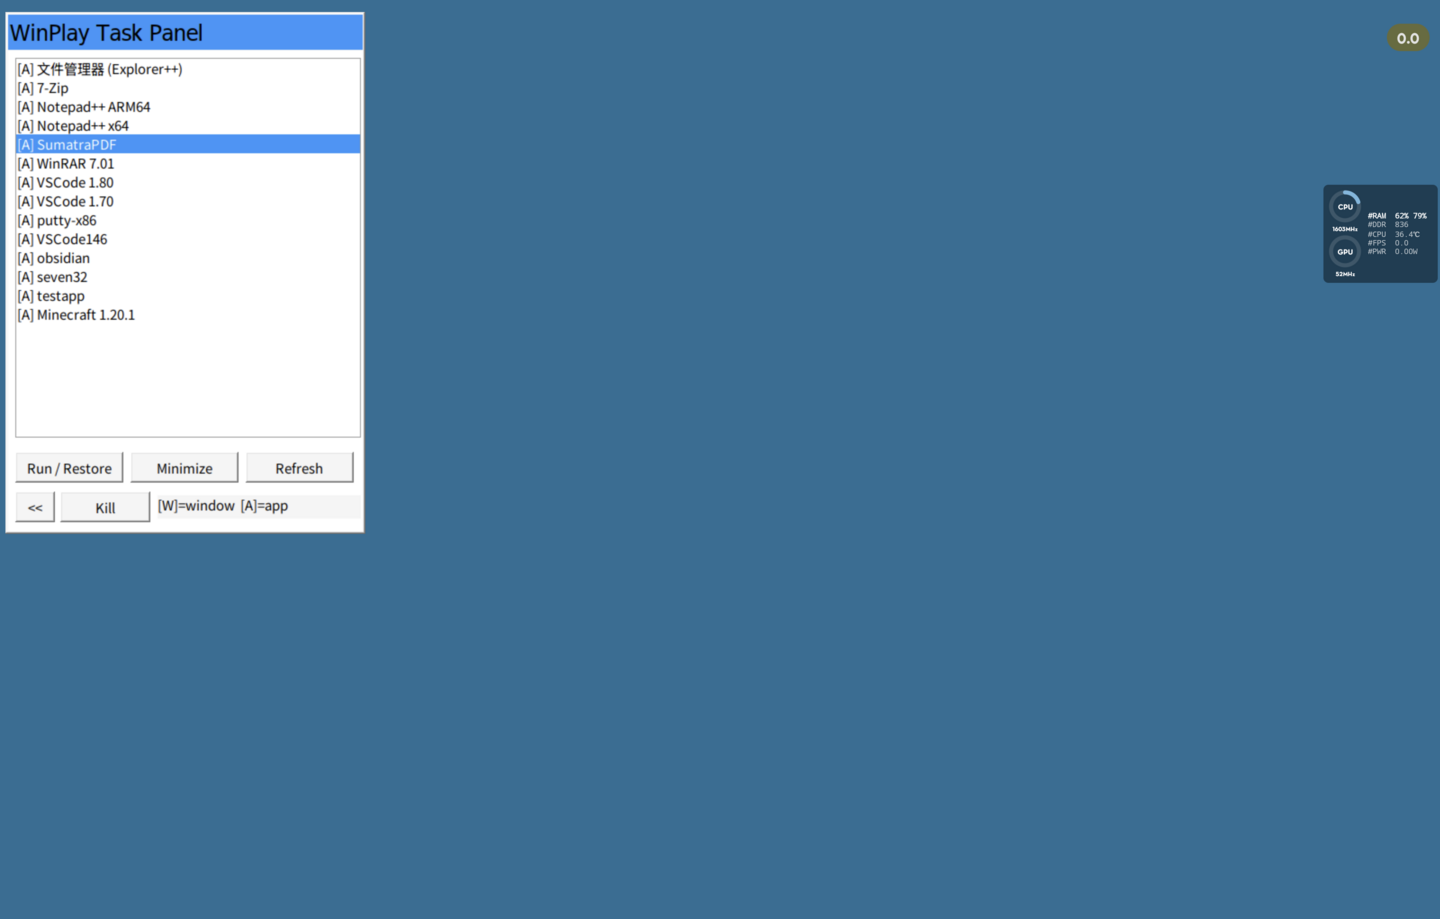 WinPlay Task Panel
[A] 文件管理器 (Explorer++)
[A] 7-Zip
[A] Notepad++ ARM64
[A] Notepad++ x64
[A] SumatraPDF
[A] WinRAR 7.01
[A] VSCode 1.80
[A] VSCode 1.70
[A] putty-x86
[A] VSCode146
[A] obsidian
[A] seven32
[A] testapp
[A] Minecraft 1.20.1
Run / Restore Minimize Refresh
<< Kill [W]=window [A]=app
0.0
CPU
1603MHz
GPU
52MHz
#RAM 62% 79%
#DDR 836
#CPU 36.4℃
#FPS 0.0
#PWR 0.00W